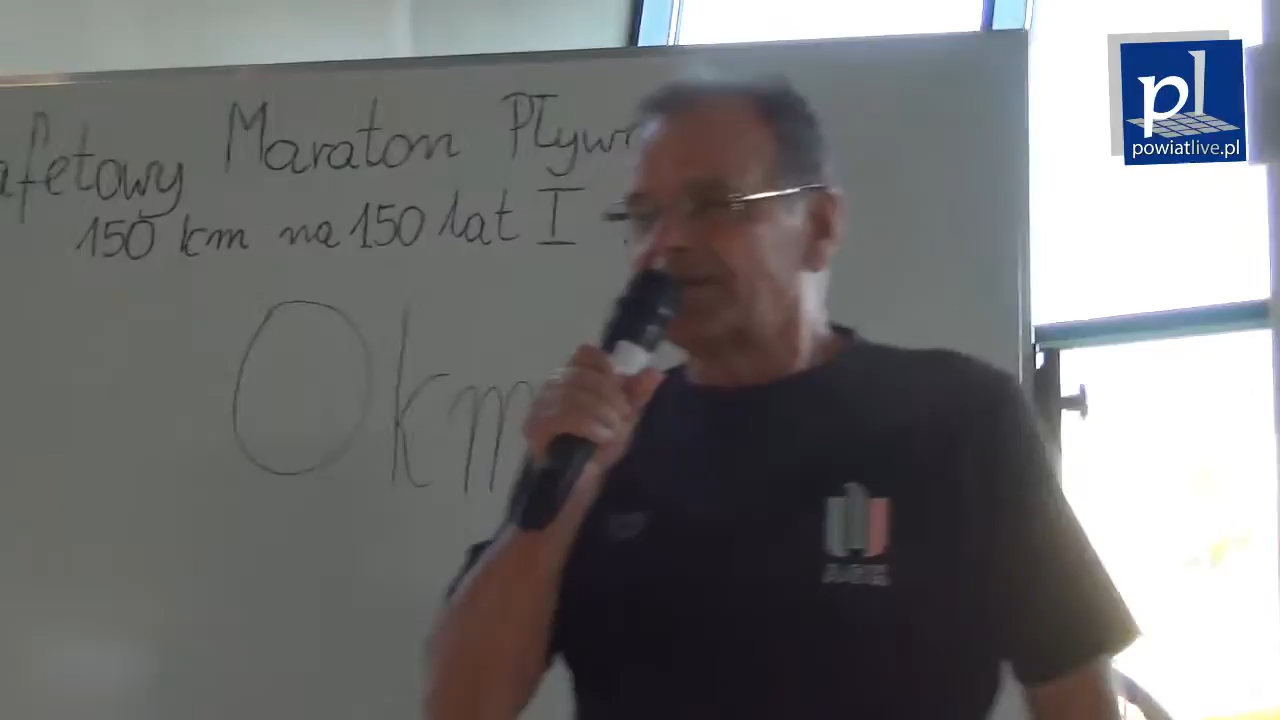 afetowy Maraton Pływ
150 km na 150 lat I
0 km
pl
powiatlive.pl